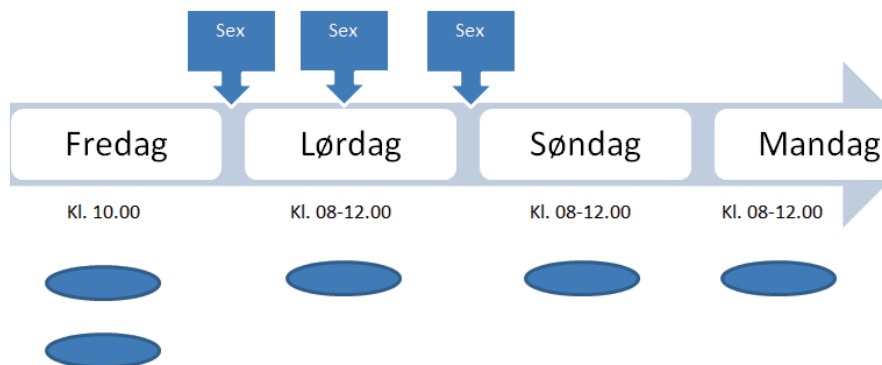 Sex
Sex
Sex
Fredag
Lørdag
Søndag
Mandag
Kl. 10.00
Kl. 08-12.00
Kl. 08-12.00
Kl. 08-12.00